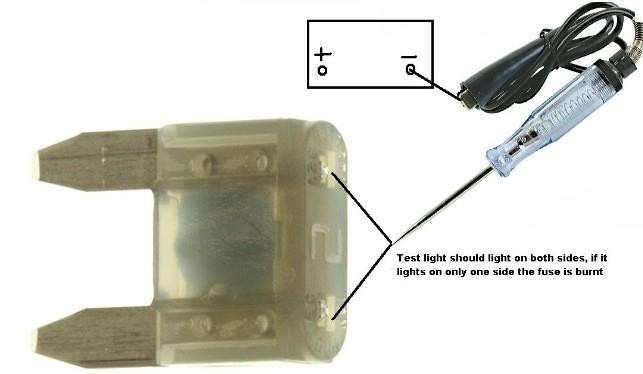 + −
Test light should light on both sides, if it
lights on only one side the fuse is burnt
2